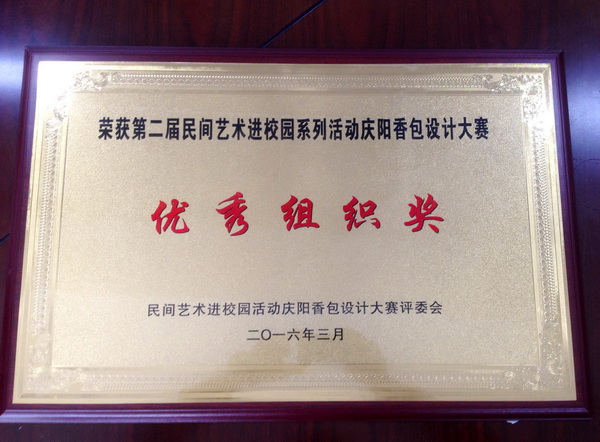 荣获第二届民间艺术进校园系列活动庆阳香包设计大赛
优秀组织奖
民间艺术进校园活动庆阳香包设计大赛评委会
二〇一六年三月